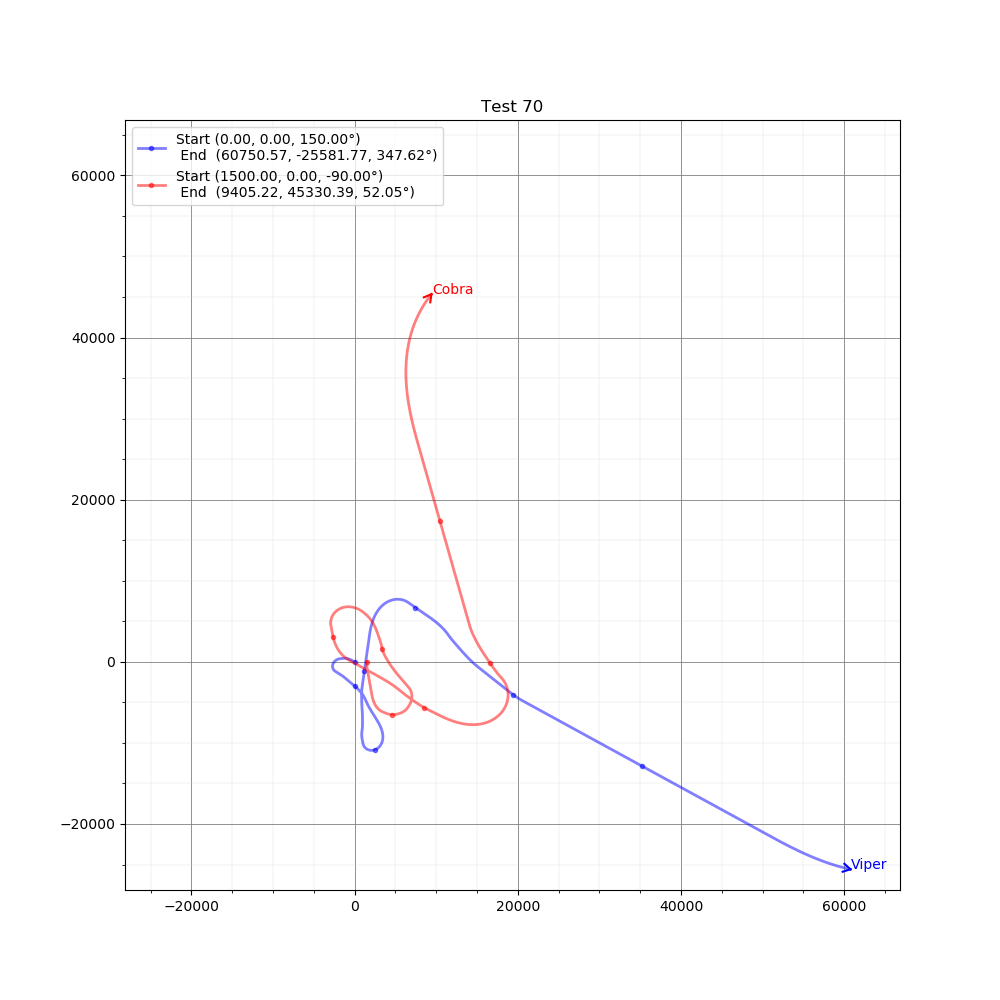 Test 70
Start (0.00, 0.00, 150.00°)
End  (60750.57, -25581.77, 347.62°)
Start (1500.00, 0.00, -90.00°)
End  (9405.22, 45330.39, 52.05°)
60000
Cobra
40000
20000
0
−20000
Viper
−20000 0 20000 40000 60000